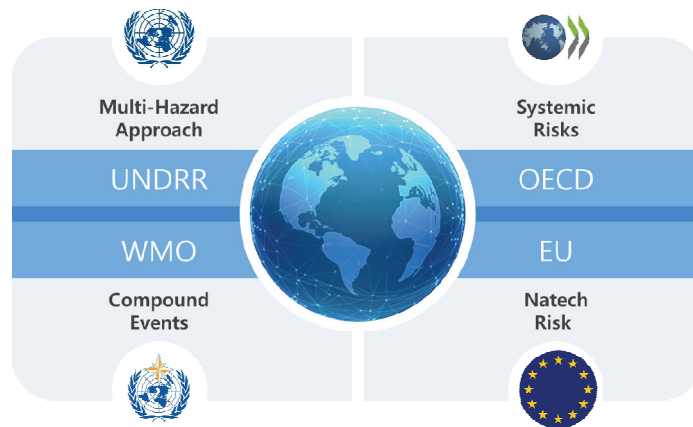 Multi-Hazard
Approach
UNDRR
Systemic
Risks
OECD
WMO
Compound
Events
EU
Natech
Risk